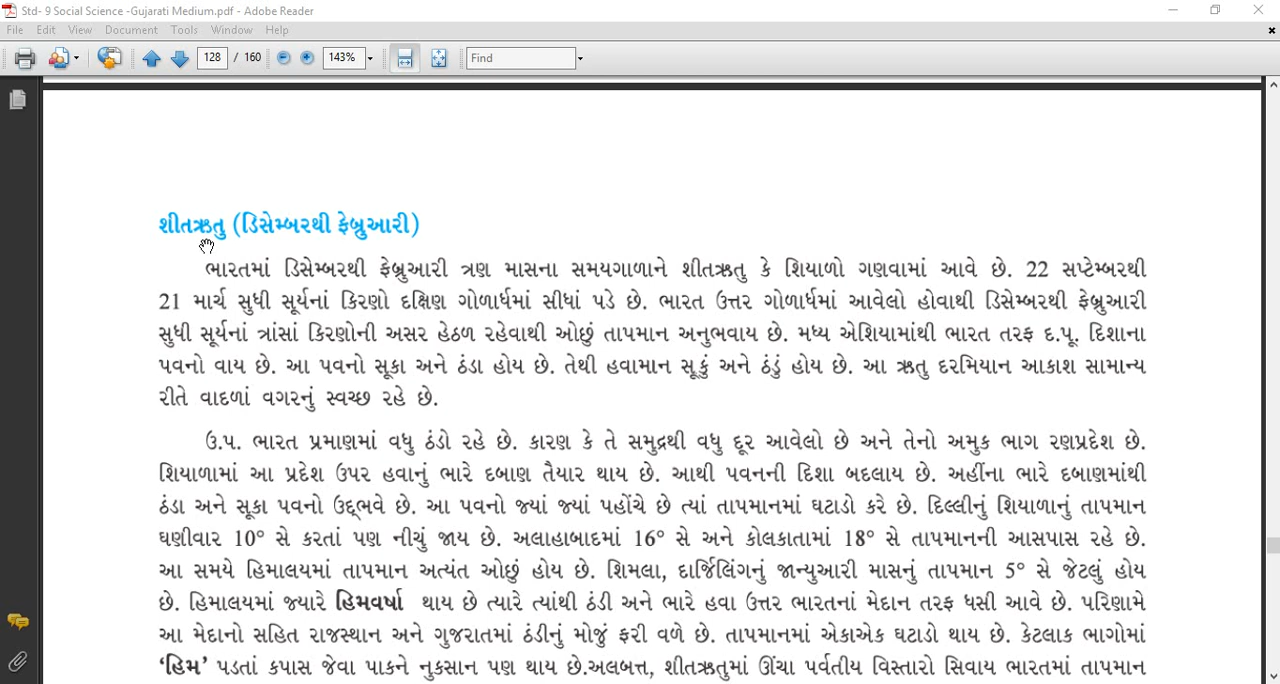 Std- 9 Social Science -Gujarati Medium.pdf - Adobe Reader
File Edit View Document Tools Window Help
128 / 160 143% Find
શીતઋતુ (ડિસેમ્બરથી ફેબ્રુઆરી)
ભારતમાં ડિસેમ્બરથી ફેબ્રુઆરી ત્રણ માસના સમયગાળાને શીતઋતુ કે શિયાળો ગણવામાં આવે છે. 22 સપ્ટેમ્બરથી
21 માર્ચ સુધી સૂર્યનાં કિરણો દક્ષિણ ગોળાર્ધમાં સીધાં પડે છે. ભારત ઉત્તર ગોળાર્ધમાં આવેલો હોવાથી ડિસેમ્બરથી ફેબ્રુઆરી
સુધી સૂર્યનાં ત્રાંસાં કિરણોની અસર હેઠળ રહેવાથી ઓછું તાપમાન અનુભવાય છે. મધ્ય એશિયામાંથી ભારત તરફ દ.પૂ. દિશાના
પવનો વાય છે. આ પવનો સૂકા અને ઠંડા હોય છે. તેથી હવામાન સૂકું અને ઠંડું હોય છે. આ ઋતુ દરમિયાન આકાશ સામાન્ય
રીતે વાદળાં વગરનું સ્વચ્છ રહે છે.
ઉ.પ. ભારત પ્રમાણમાં વધુ ઠંડો રહે છે. કારણ કે તે સમુદ્રથી વધુ દૂર આવેલો છે અને તેનો અમુક ભાગ રણપ્રદેશ છે.
શિયાળામાં આ પ્રદેશ ઉપર હવાનું ભારે દબાણ તૈયાર થાય છે. આથી પવનની દિશા બદલાય છે. અહીંના ભારે દબાણમાંથી
ઠંડા અને સૂકા પવનો ઉદ્ભવે છે. આ પવનો જ્યાં જ્યાં પહોંચે છે ત્યાં તાપમાનમાં ઘટાડો કરે છે. દિલ્લીનું શિયાળાનું તાપમાન
ઘણીવાર 10° સે કરતાં પણ નીચું જાય છે. અલાહાબાદમાં 16° સે અને કોલકાતામાં 18° સે તાપમાનની આસપાસ રહે છે.
આ સમયે હિમાલયમાં તાપમાન અત્યંત ઓછું હોય છે. શિમલા, દાર્જિલિંગનું જાન્યુઆરી માસનું તાપમાન 5° સે જેટલું હોય
છે. હિમાલયમાં જ્યારે હિમવર્ષા થાય છે ત્યારે ત્યાંથી ઠંડી અને ભારે હવા ઉત્તર ભારતનાં મેદાન તરફ ધસી આવે છે. પરિણામે
આ મેદાનો સહિત રાજસ્થાન અને ગુજરાતમાં ઠંડીનું મોજું ફરી વળે છે. તાપમાનમાં એકાએક ઘટાડો થાય છે. કેટલાક ભાગોમાં
‘હિમ’ પડતાં કપાસ જેવા પાકને નુકસાન પણ થાય છે.અલબત્ત, શીતઋતુમાં ઊંચા પર્વતીય વિસ્તારો સિવાય ભારતમાં તાપમાન